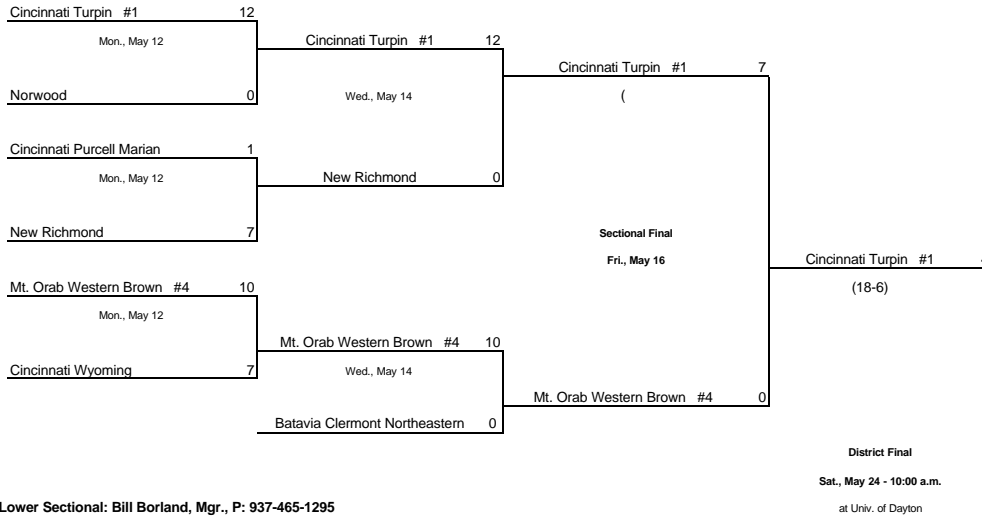 Cincinnati Turpin #1 12
Mon., May 12
Cincinnati Turpin #1 12
Cincinnati Turpin #1 7
Norwood 0
Wed., May 14
(
Cincinnati Purcell Marian 1
Mon., May 12
New Richmond 0
New Richmond 7
Sectional Final
Fri., May 16
Cincinnati Turpin #1
(18-6)
Mt. Orab Western Brown #4 10
Mon., May 12
Mt. Orab Western Brown #4 10
Cincinnati Wyoming 7
Wed., May 14
Mt. Orab Western Brown #4 0
Batavia Clermont Northeastern 0
District Final
Sat., May 24 - 10:00 a.m.
at Univ. of Dayton
Lower Sectional: Bill Borland, Mgr., P: 937-465-1295